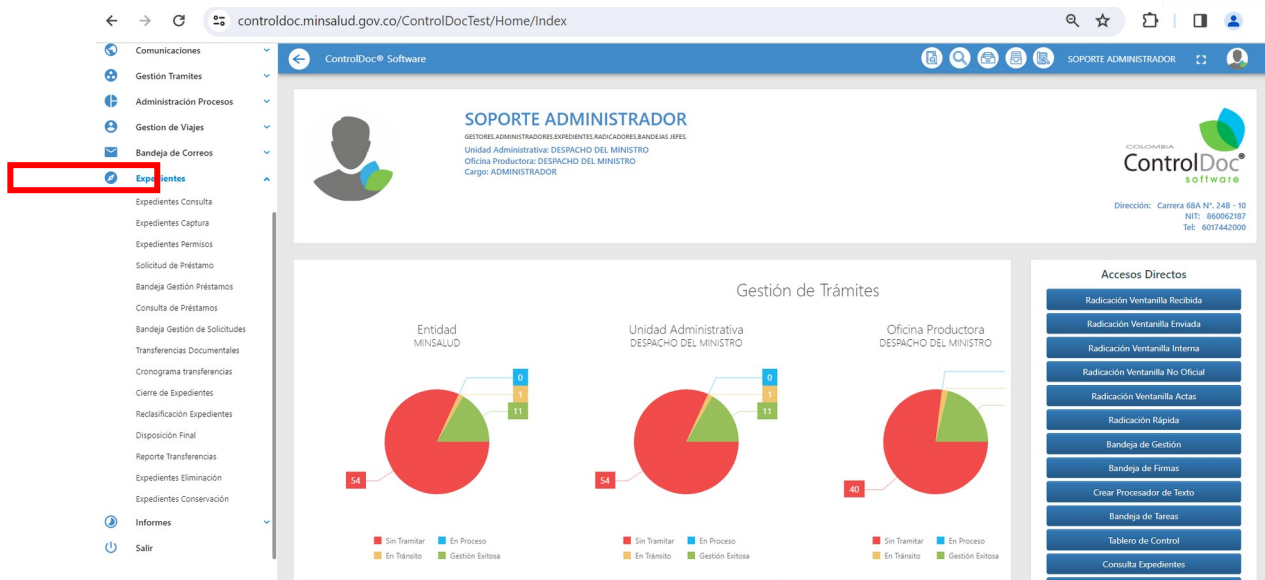 controldoc.minsalud.gov.co/ControlDocTest/Home/Index
Comunicaciones
Gestión Tramites
Administración Procesos
Gestion de Viajes
Bandeja de Correos
Expedientes
Expedientes Consulta
Expedientes Captura
Expedientes Permisos
Solicitud de Préstamo
Bandeja Gestión Préstamos
Consulta de Préstamos
Bandeja Gestión de Solicitudes
Transferencias Documentales
Cronograma transferencias
Cierre de Expedientes
Reclasificación Expedientes
Disposición Final
Reporte Transferencias
Expedientes Eliminación
Expedientes Conservación
Informes
Salir
ControlDoc® Software
SOPORTE ADMINISTRADOR
SOPORTE ADMINISTRADOR
GESTORES,ADMINISTRADORES,EXPEDIENTES,RADICADORES,BANDEJAS JEFES,
Unidad Administrativa: DESPACHO DEL MINISTRO
Oficina Productora: DESPACHO DEL MINISTRO
Cargo: ADMINISTRADOR
COLOMBIA
ControlDoc®
software
Dirección: Carrera 68A N°. 24B - 10
NIT: 860062187
Tel: 6017442000
Gestión de Trámites
Entidad
MINSALUD
0
1
11
54
Sin Tramitar
En Proceso
En Tránsito
Gestión Exitosa
Unidad Administrativa
DESPACHO DEL MINISTRO
0
1
11
54
Sin Tramitar
En Proceso
En Tránsito
Gestión Exitosa
Oficina Productora
DESPACHO DEL MINISTRO
40
Sin Tramitar
En Proceso
En Tránsito
Gestión Exitosa
Accesos Directos
Radicación Ventanilla Recibida
Radicación Ventanilla Enviada
Radicación Ventanilla Interna
Radicación Ventanilla No Oficial
Radicación Ventanilla Actas
Radicación Rápida
Bandeja de Gestión
Bandeja de Firmas
Crear Procesador de Texto
Bandeja de Tareas
Tablero de Control
Consulta Expedientes